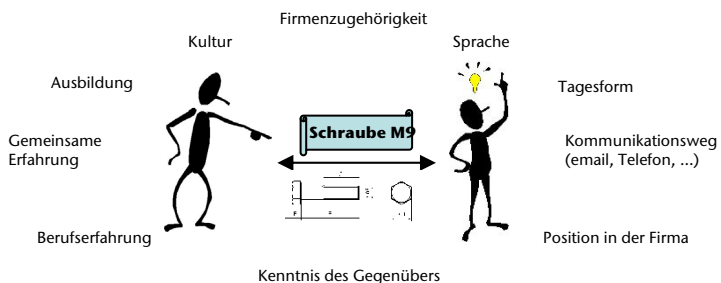 Firmenzugehörigkeit
Kultur
Sprache
Ausbildung
Tagesform
Schraube M9
Gemeinsame
Erfahrung
Kommunikationsweg
(email, Telefon, ...)
Berufserfahrung
Position in der Firma
Kenntnis des Gegenübers